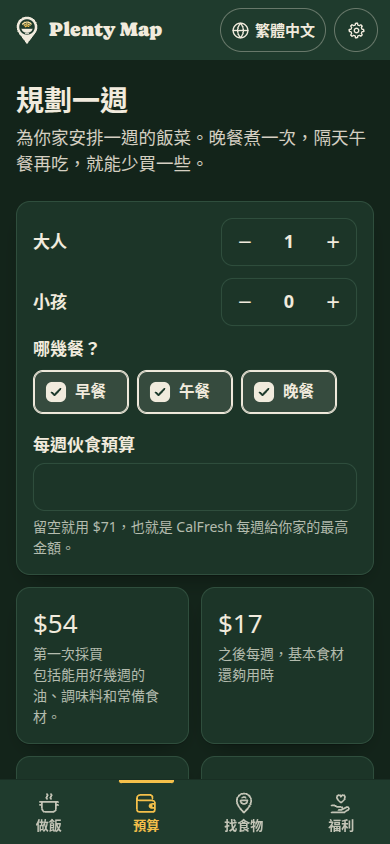 Plenty Map
繁體中文
規劃一週
為你家安排一週的飯菜。晚餐煮一次，隔天午
餐再吃，就能少買一些。
大人
− 1 +
小孩
− 0 +
哪幾餐？
早餐 午餐 晚餐
每週伙食預算
留空就用 $71，也就是 CalFresh 每週給你家的最高
金額。
$54
第一次採買
包括能用好幾週的
油、調味料和常備食
材。
$17
之後每週，基本食材
還夠用時
做飯 預算 找食物 福利